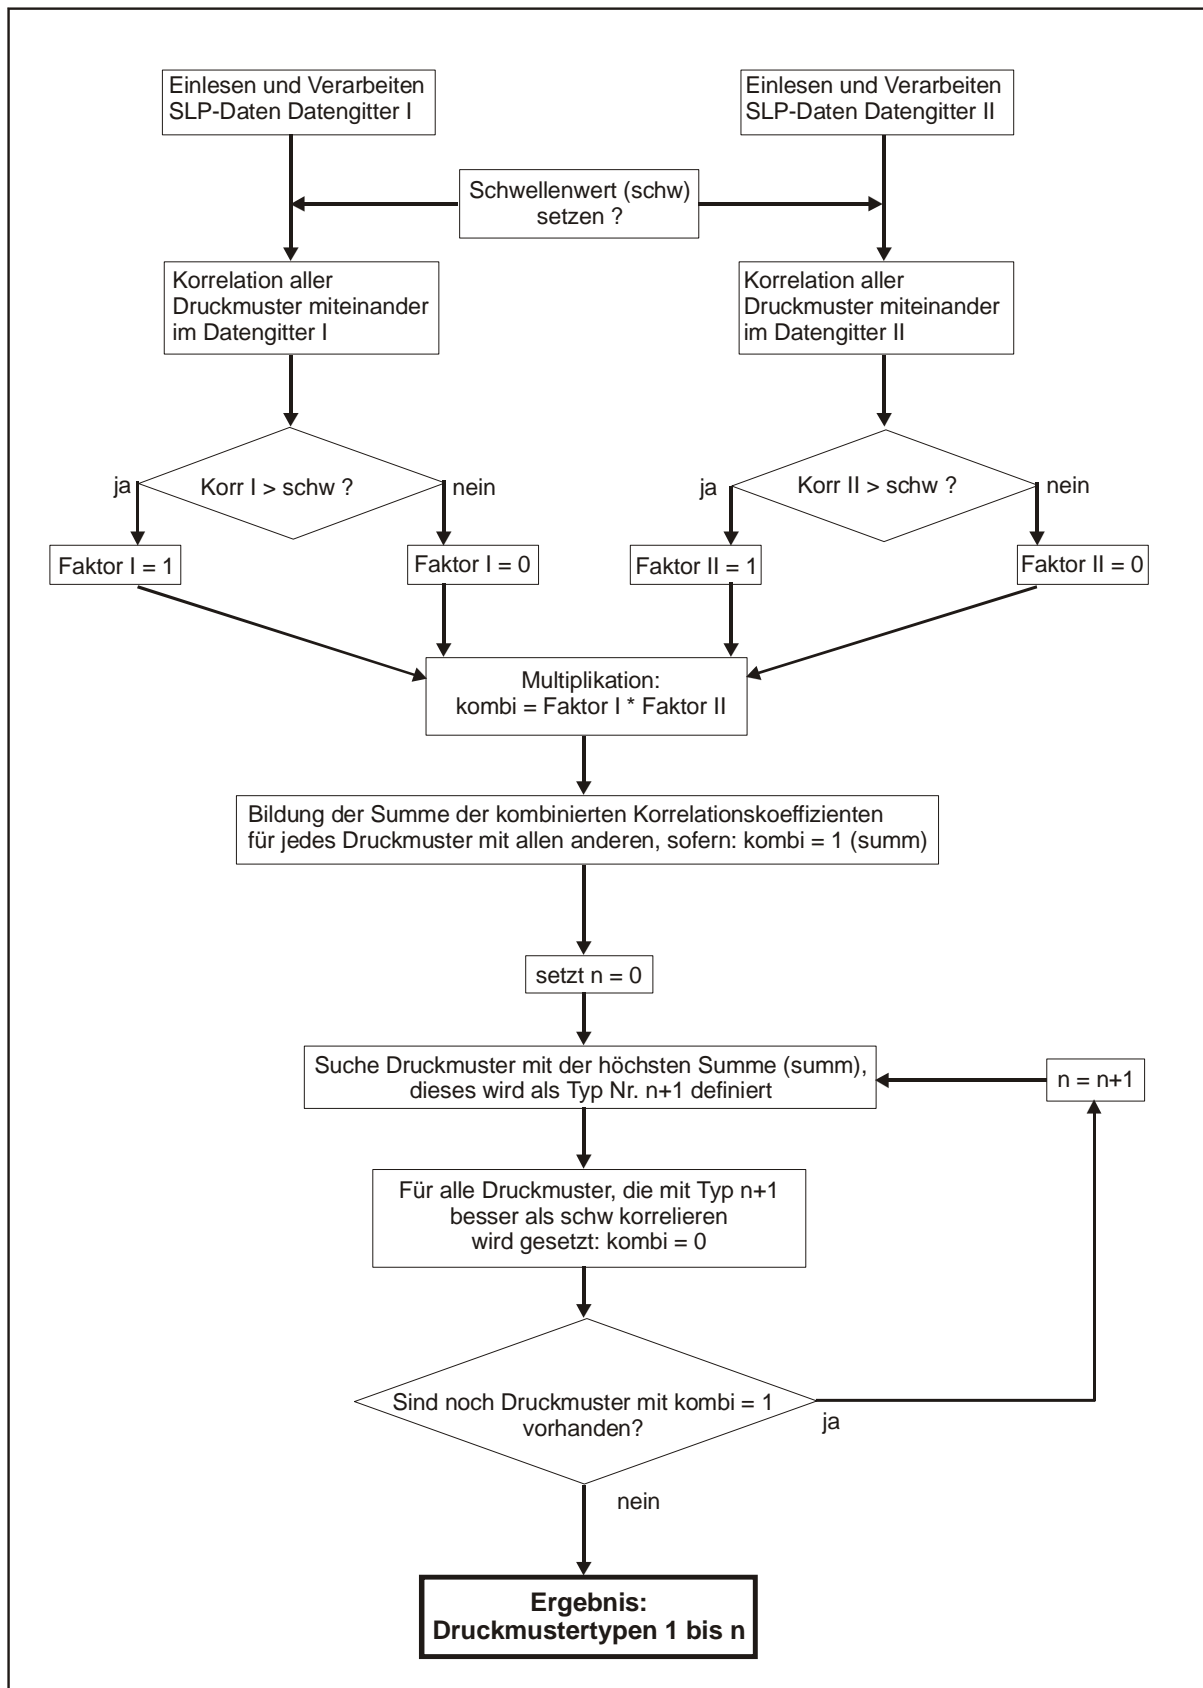 Einlesen und Verarbeiten
SLP-Daten Datengitter I
Einlesen und Verarbeiten
SLP-Daten Datengitter II
Schwellenwert (schw)
setzen ?
Korrelation aller
Druckmuster miteinander
im Datengitter I
Korrelation aller
Druckmuster miteinander
im Datengitter II
ja
Korr I > schw ?
nein
ja
Korr II > schw ?
nein
Faktor I = 1
Faktor I = 0
Faktor II = 1
Faktor II = 0
Multiplikation:
kombi = Faktor I * Faktor II
Bildung der Summe der kombinierten Korrelationskoeffizienten
für jedes Druckmuster mit allen anderen, sofern: kombi = 1 (summ)
setzt n = 0
Suche Druckmuster mit der höchsten Summe (summ),
dieses wird als Typ Nr. n+1 definiert
n = n+1
Für alle Druckmuster, die mit Typ n+1
besser als schw korrelieren
wird gesetzt: kombi = 0
Sind noch Druckmuster mit kombi = 1
vorhanden?
ja
nein
Ergebnis:
Druckmustertypen 1 bis n